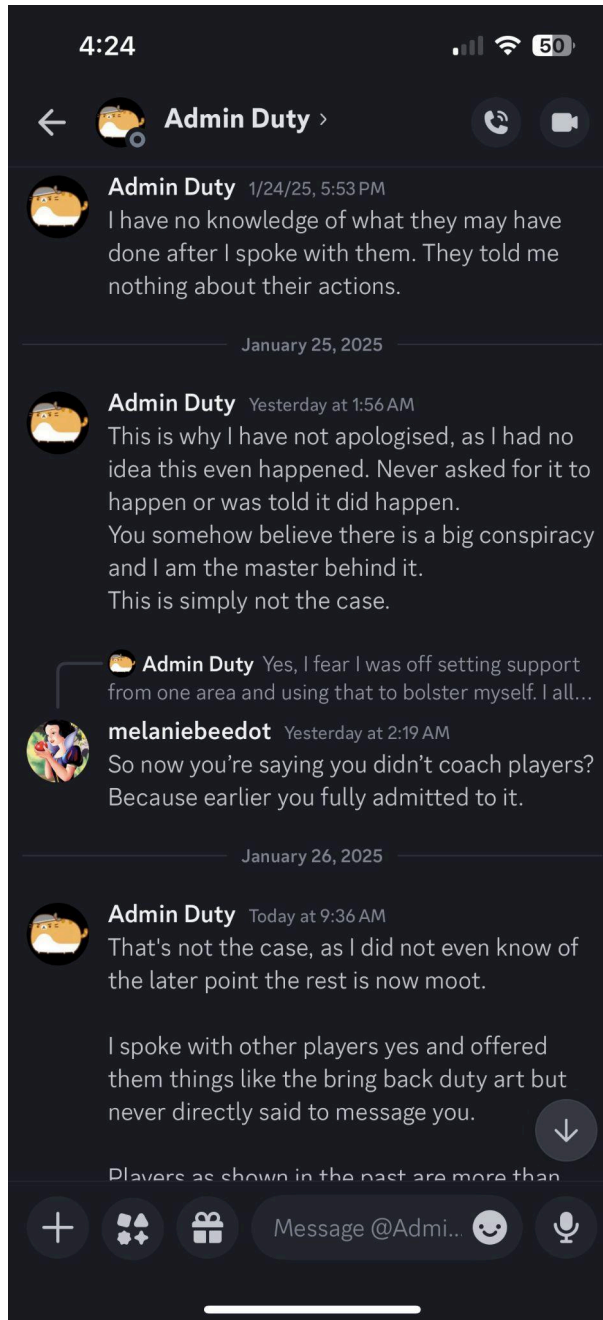 4:24
50
Admin Duty ›
Admin Duty 1/24/25, 5:53 PM
I have no knowledge of what they may have
done after I spoke with them. They told me
nothing about their actions.
January 25, 2025
Admin Duty Yesterday at 1:56 AM
This is why I have not apologised, as I had no
idea this even happened. Never asked for it to
happen or was told it did happen.
You somehow believe there is a big conspiracy
and I am the master behind it.
This is simply not the case.
Admin Duty Yes, I fear I was off setting support
from one area and using that to bolster myself. I all...
melaniebeedot Yesterday at 2:19 AM
So now you’re saying you didn’t coach players?
Because earlier you fully admitted to it.
January 26, 2025
Admin Duty Today at 9:36 AM
That's not the case, as I did not even know of
the later point the rest is now moot.
I spoke with other players yes and offered
them things like the bring back duty art but
never directly said to message you.
Players as shown in the past are more than
Message @Admi...